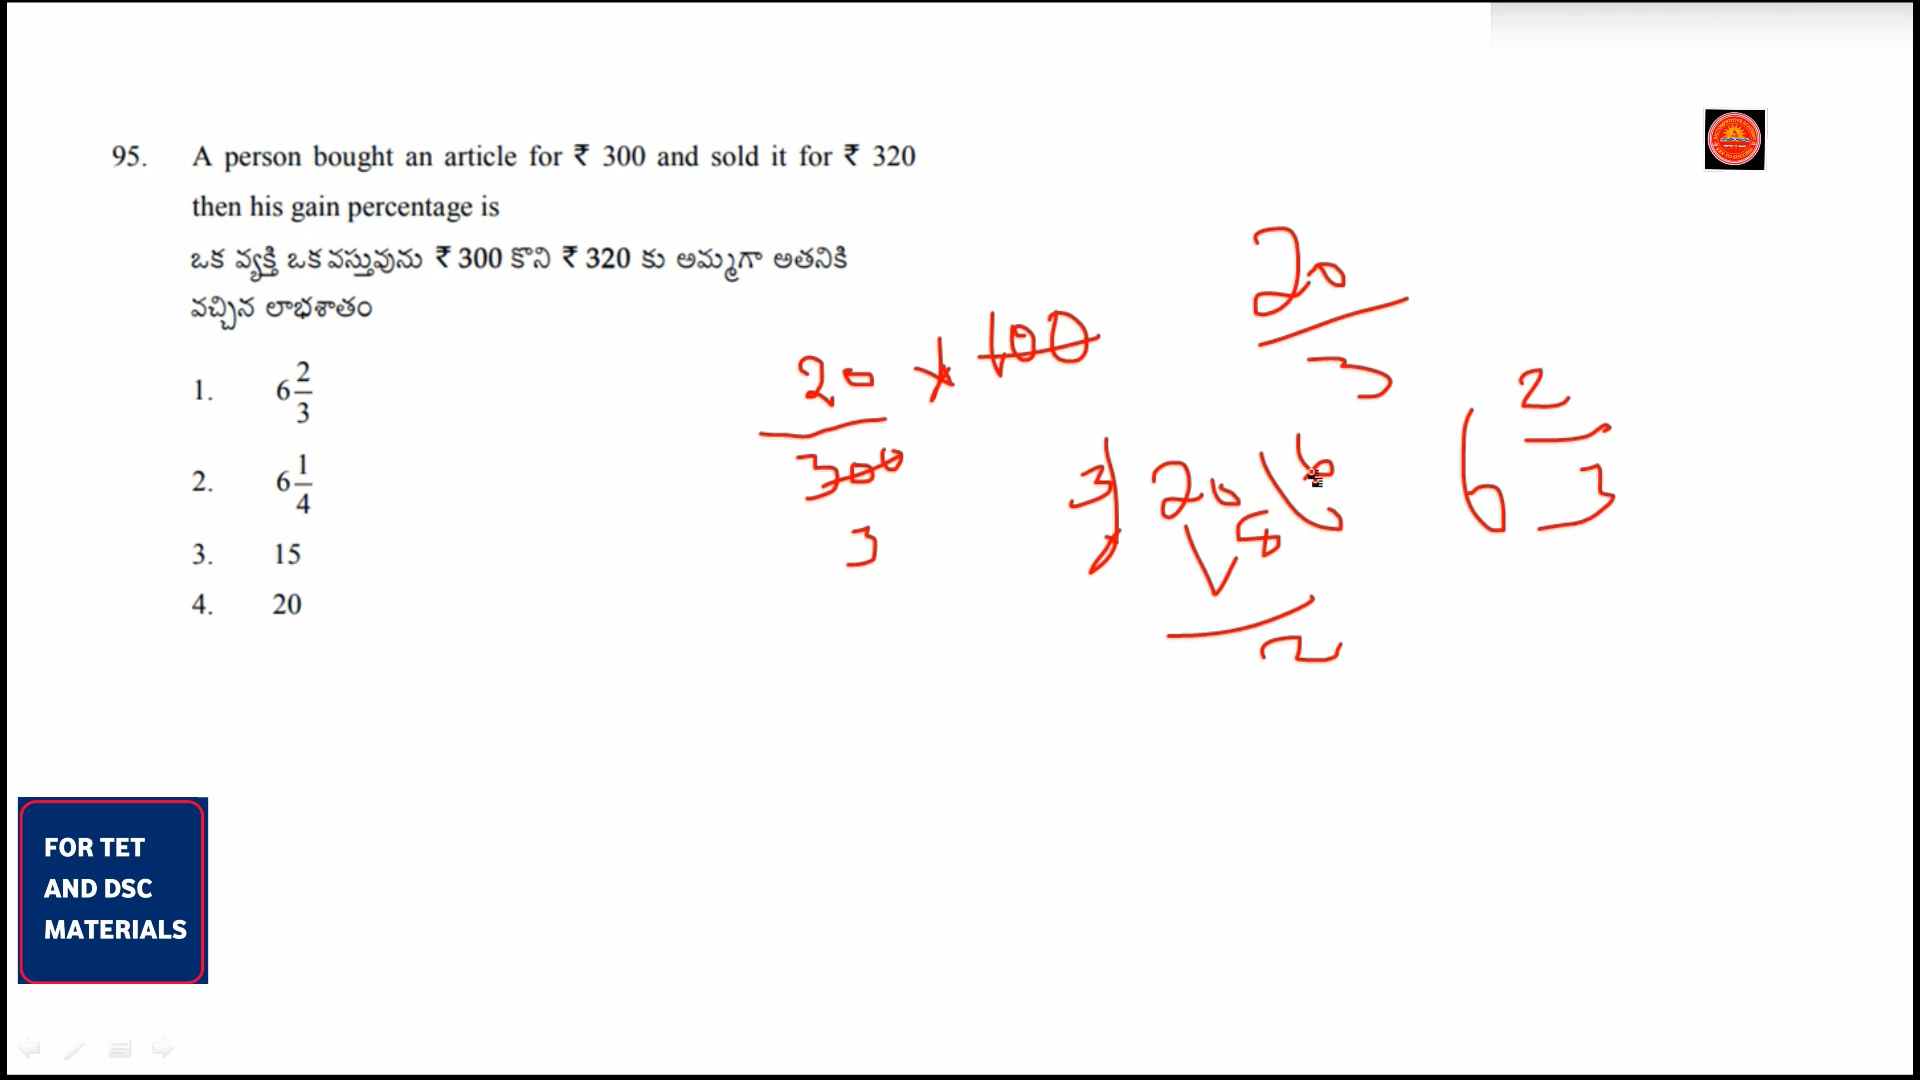 95. A person bought an article for ₹ 300 and sold it for ₹ 320
then his gain percentage is
ఒక వ్యక్తి ఒక వస్తువును ₹ 300 కొని ₹ 320 కు అమ్మగా అతనికి
వచ్చిన లాభశాతం
1. 6 2/3
2. 6 1/4
3. 15
4. 20
20 × 100
300
3
20
3
3) 20 ( 6
18
2
6 2/3
FOR TET
AND DSC
MATERIALS